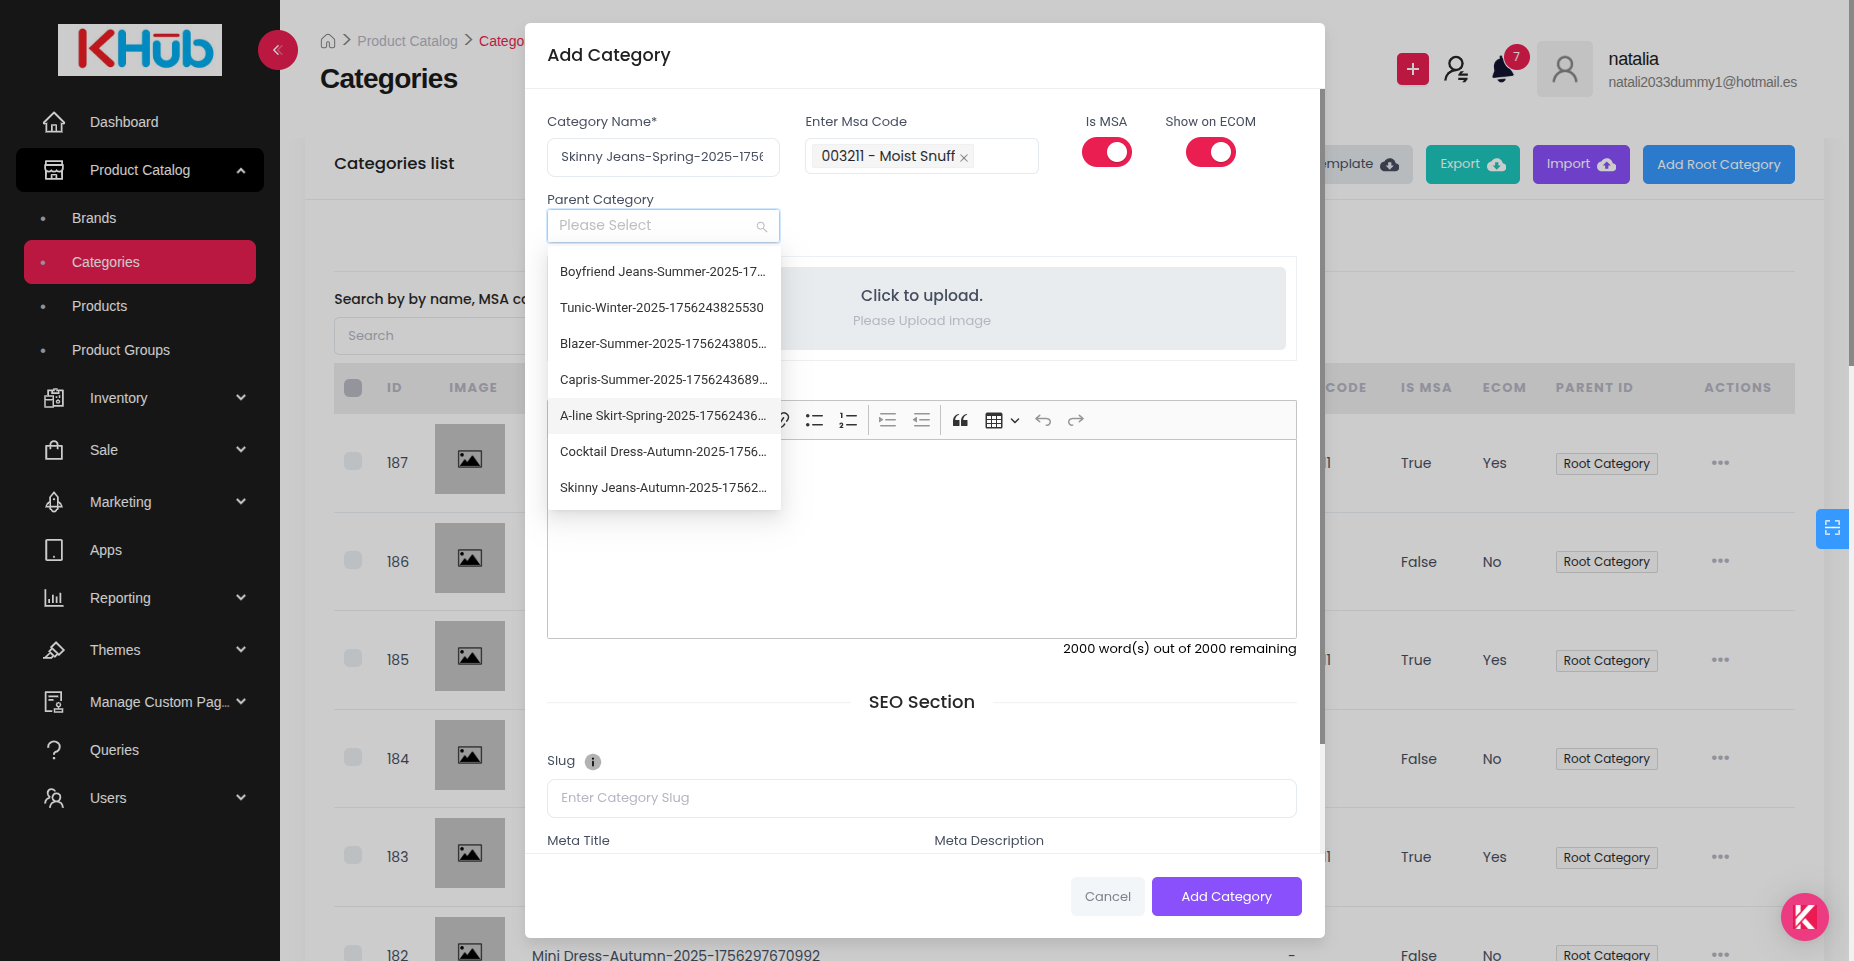 KHub
Dashboard
Product Catalog
Brands
Categories
Products
Product Groups
Inventory
Sale
Marketing
Apps
Reporting
Themes
Manage Custom Pag...
Queries
Users
Product Catalog
Catego
Categories
7
natalia
natali2033dummy1@hotmail.es
Categories list
emplate
Export
Import
Add Root Category
Search by by name, MSA co
Search
ID IMAGE CODE IS MSA ECOM PARENT ID ACTIONS
187 True Yes Root Category
186 False No Root Category
185 True Yes Root Category
184 False No Root Category
183 True Yes Root Category
182 Mini Dress-Autumn-2025-1756297670992 - False No Root Category
Add Category
Category Name*
Enter Msa Code
Is MSA
Show on ECOM
Skinny Jeans-Spring-2025-1756
003211 - Moist Snuff
Parent Category
Please Select
Boyfriend Jeans-Summer-2025-17...
Tunic-Winter-2025-1756243825530
Blazer-Summer-2025-1756243805...
Capris-Summer-2025-1756243689...
A-line Skirt-Spring-2025-17562436...
Cocktail Dress-Autumn-2025-1756...
Skinny Jeans-Autumn-2025-17562...
Click to upload.
Please Upload image
2000 word(s) out of 2000 remaining
SEO Section
Slug
Enter Category Slug
Meta Title
Meta Description
Cancel
Add Category